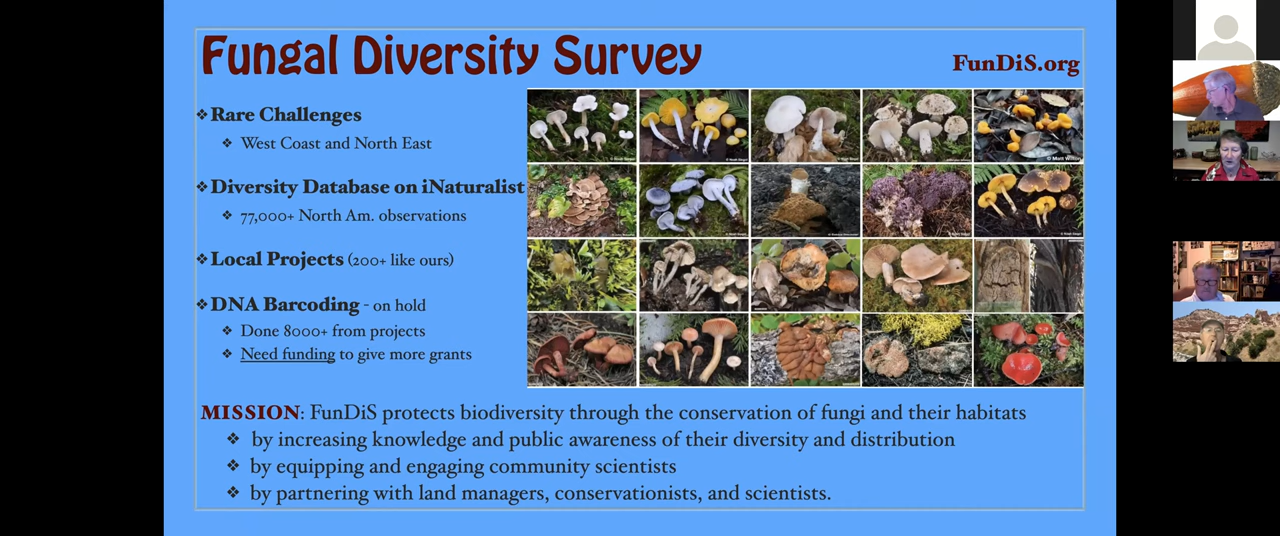 Fungal Diversity Survey
FunDiS.org
❖Rare Challenges
❖ West Coast and North East
❖Diversity Database on iNaturalist
❖ 77,000+ North Am. observations
❖Local Projects (200+ like ours)
❖DNA Barcoding - on hold
❖ Done 8000+ from projects
❖ Need funding to give more grants
MISSION: FunDiS protects biodiversity through the conservation of fungi and their habitats
❖ by increasing knowledge and public awareness of their diversity and distribution
❖ by equipping and engaging community scientists
❖ by partnering with land managers, conservationists, and scientists.